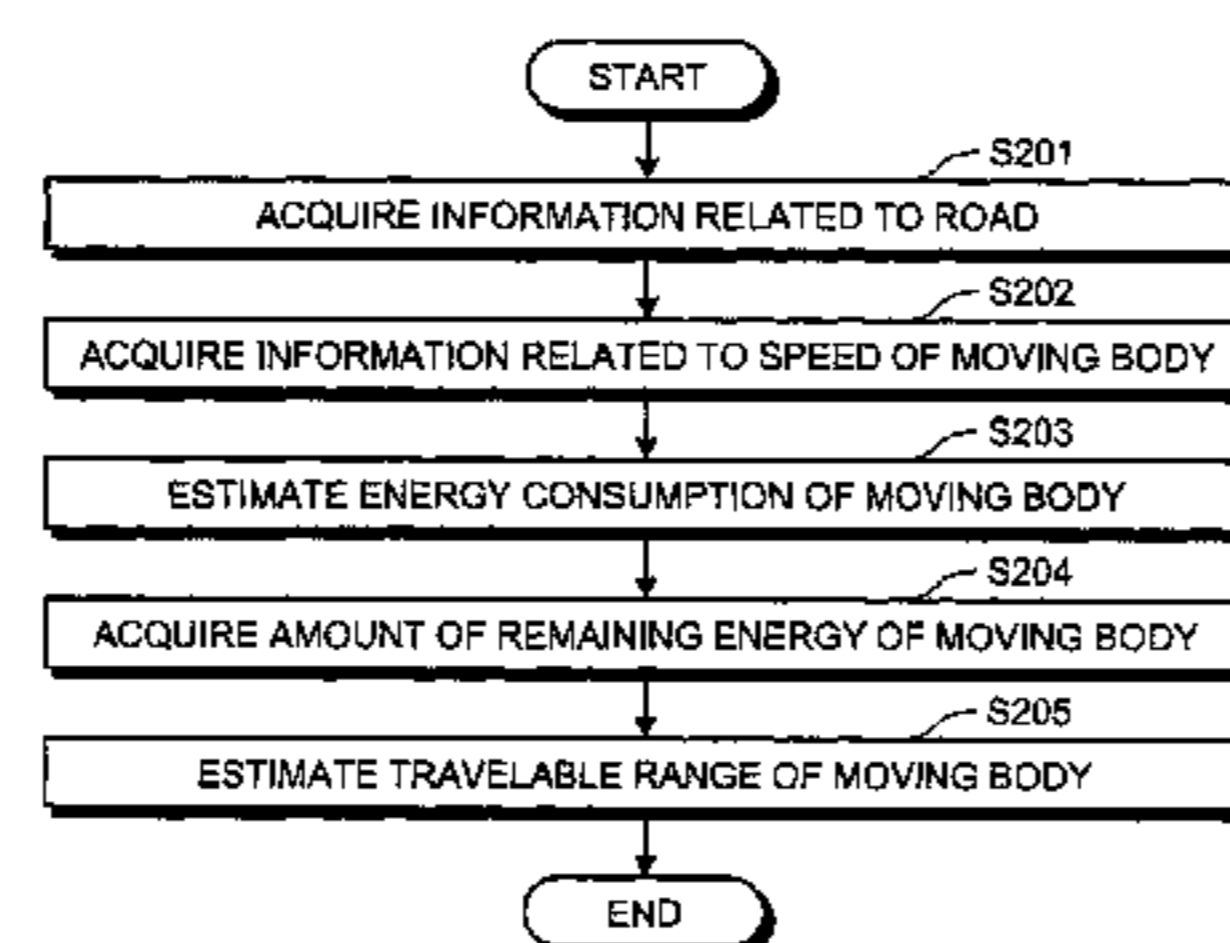 START
S201
ACQUIRE INFORMATION RELATED TO ROAD
S202
ACQUIRE INFORMATION RELATED TO SPEED OF MOVING BODY
S203
ESTIMATE ENERGY CONSUMPTION OF MOVING BODY
S204
ACQUIRE AMOUNT OF REMAINING ENERGY OF MOVING BODY
S205
ESTIMATE TRAVELABLE RANGE OF MOVING BODY
END